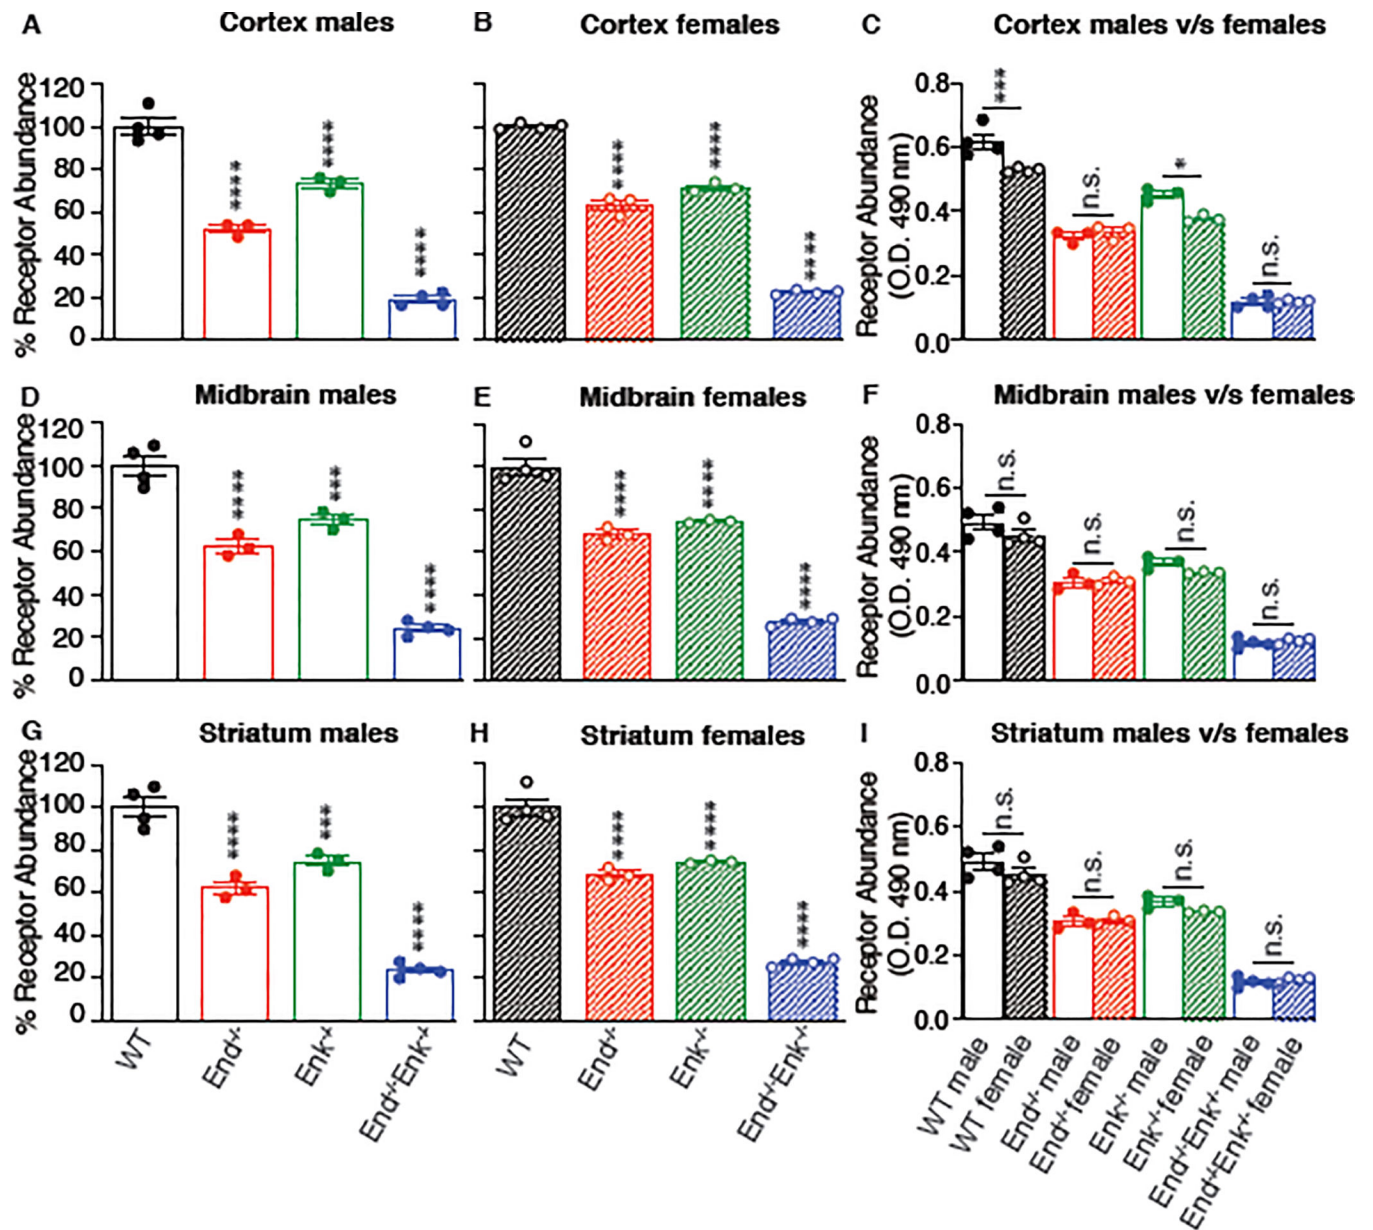 A Cortex males
% Receptor Abundance
120
100
80
60
40
20
0
****
****
****
B Cortex females
****
****
****
C Cortex males v/s females
Receptor Abundance
(O.D. 490 nm)
0.8
0.6
0.4
0.2
0.0
***
n.s.
*
n.s.
D Midbrain males
% Receptor Abundance
120
100
80
60
40
20
0
****
***
****
E Midbrain females
****
****
****
F Midbrain males v/s females
Receptor Abundance
(O.D. 490 nm)
0.8
0.6
0.4
0.2
0.0
n.s.
n.s.
n.s.
n.s.
G Striatum males
% Receptor Abundance
120
100
80
60
40
20
0
****
***
****
WT
End-/-
Enk-/-
End-/-Enk-/-
H Striatum females
****
****
****
WT
End-/-
Enk-/-
End-/-Enk-/-
I Striatum males v/s females
Receptor Abundance
(O.D. 490 nm)
0.8
0.6
0.4
0.2
0.0
n.s.
n.s.
n.s.
n.s.
WT male
WT female
End-/- male
End-/- female
Enk-/- male
Enk-/- female
End-/-Enk-/- male
End-/-Enk-/- female